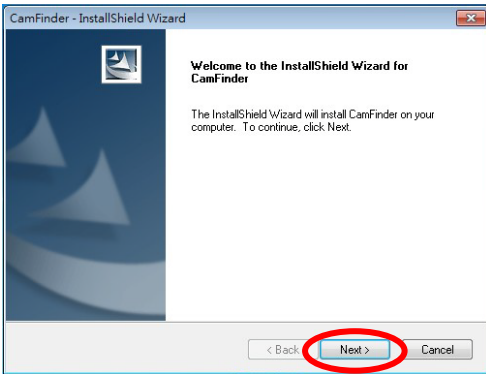 CamFinder - InstallShield Wizard
Welcome to the InstallShield Wizard for
CamFinder
The InstallShield Wizard will install CamFinder on your
computer. To continue, click Next.
< Back
Next >
Cancel